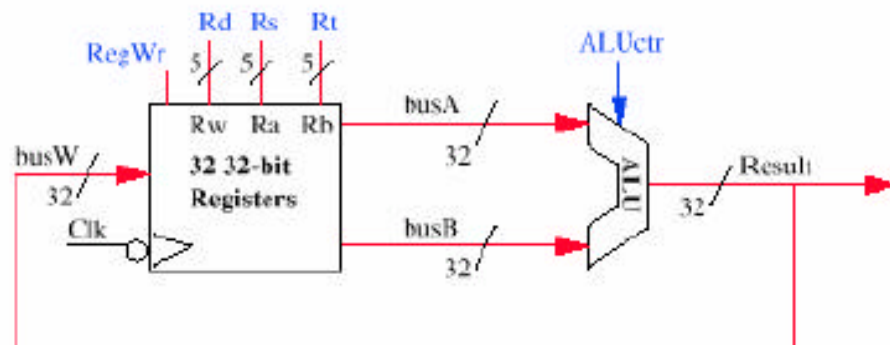 Rd Rs Rt
RegWr
ALUctr
5 5 5
busA
Rw Ra Rb
busW
32
32 32-bit
Registers
ALU
Result
32
32
Clk
busB
32